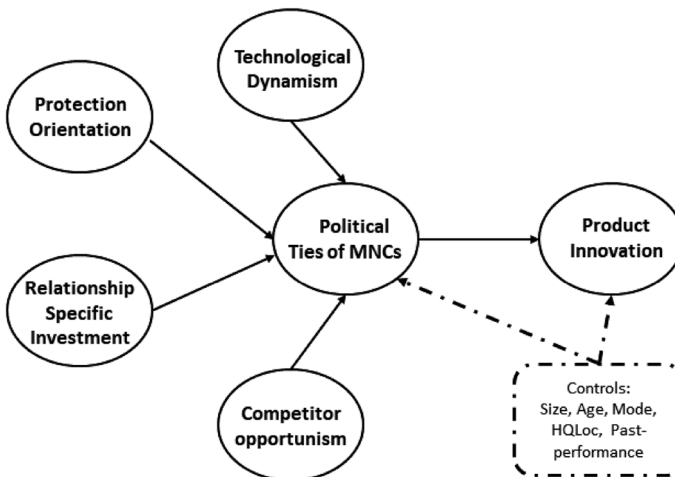 Technological
Dynamism
Protection
Orientation
Political
Ties of MNCs
Product
Innovation
Relationship
Specific
Investment
Competitor
opportunism
Controls:
Size, Age, Mode,
HQLoc, Past-
performance